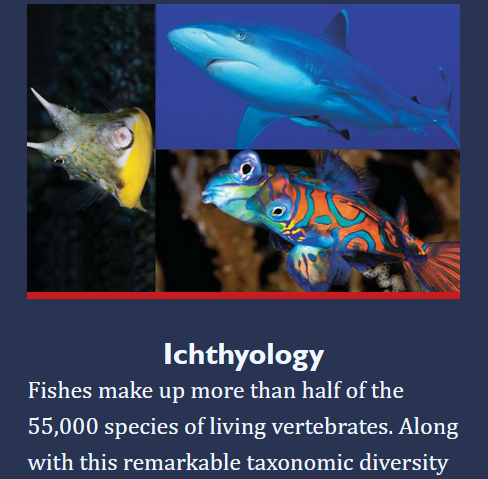 Ichthyology
Fishes make up more than half of the
55,000 species of living vertebrates. Along
with this remarkable taxonomic diversity